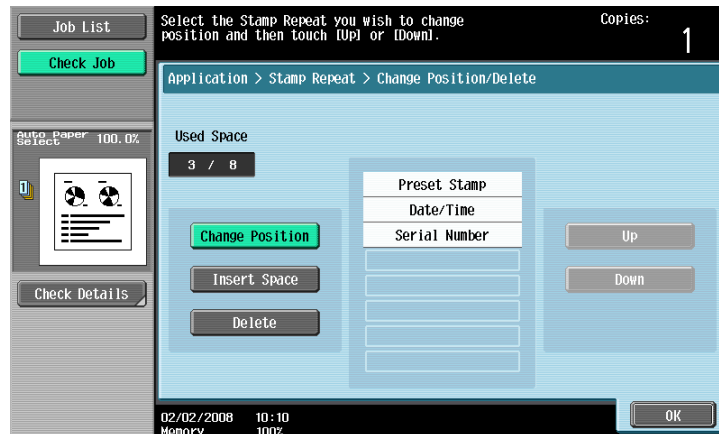 Job List
Check Job
Select the Stamp Repeat you wish to change
position and then touch [Up] or [Down].
Copies:
1
Application > Stamp Repeat > Change Position/Delete
Auto Paper
Select
100.0%
1
Check Details
Used Space
3 / 8
Change Position
Insert Space
Delete
Preset Stamp
Date/Time
Serial Number
Up
Down
OK
02/02/2008 10:10
Memory 100%